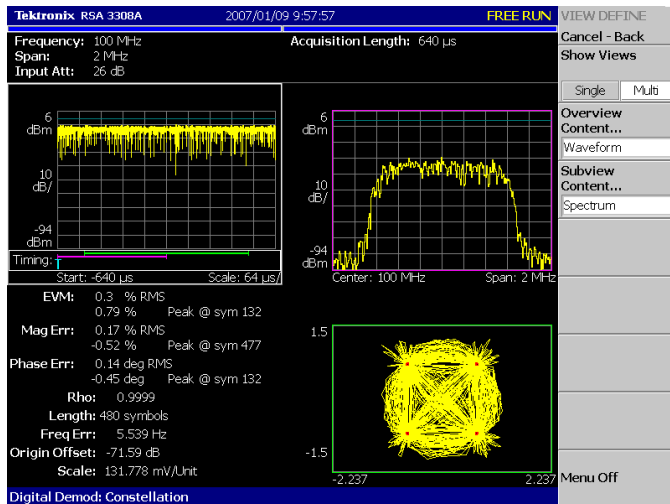 Tektronix RSA 3308A 2007/01/09 9:57:57 FREE RUN
Frequency: 100 MHz Acquisition Length: 640 µs
Span: 2 MHz
Input Att: 26 dB
6
dBm
10
dB/
-94
dBm
Timing: T
Start: -640 µs Scale: 64 µs/
6
dBm
10
dB/
-94
dBm
Center: 100 MHz Span: 2 MHz
EVM: 0.3 % RMS
0.79 % Peak @ sym 132
Mag Err: 0.17 % RMS
-0.52 % Peak @ sym 477
Phase Err: 0.14 deg RMS
-0.45 deg Peak @ sym 132
Rho: 0.9999
Length: 480 symbols
Freq Err: 5.539 Hz
Origin Offset: -71.59 dB
Scale: 131.778 mV/Unit
1.5
-1.5
-2.237 2.237
Digital Demod: Constellation
VIEW DEFINE
Cancel - Back
Show Views
Single Multi
Overview
Content...
Waveform
Subview
Content...
Spectrum
Menu Off